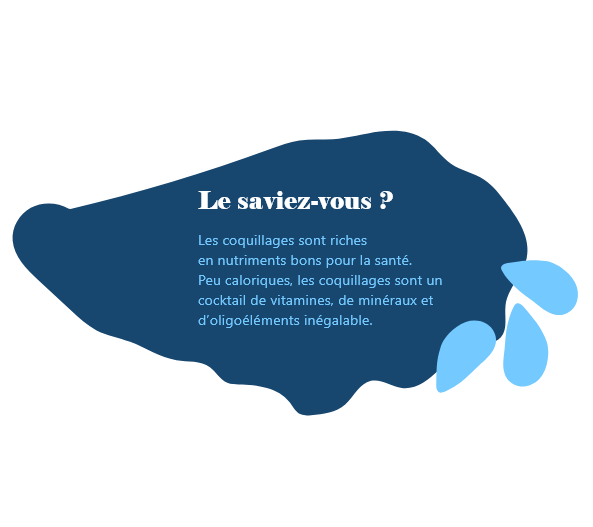 Le saviez-vous ?
Les coquillages sont riches
en nutriments bons pour la santé.
Peu caloriques, les coquillages sont un
cocktail de vitamines, de minéraux et
d’oligoéléments inégalable.